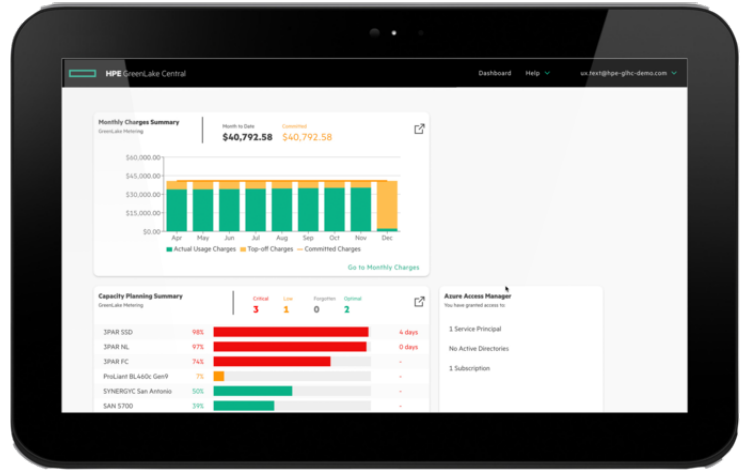 HPE GreenLake Central
Dashboard
Help
ux.text@hpe-glhc-demo.com
Monthly Charges Summary
GreenLake Metering
Month to Date
$40,792.58
Committed
$40,792.58
$60,000.00
$45,000.00
$30,000.00
$15,000.00
$0.00
Apr May Jun Jul Aug Sep Oct Nov Dec
Actual Usage Charges Top-off Charges Committed Charges
Go to Monthly Charges
Capacity Planning Summary
GreenLake Metering
Critical
3
Low
1
Forgotten
0
Optimal
2
3PAR SSD 98% 4 days
3PAR NL 97% 0 days
3PAR FC 74% -
ProLiant BL460c Gen9 7% -
SYNERGYC San Antonio 50% -
SAN 5700 39% -
Azure Access Manager
You have granted access to:
1 Service Principal
No Active Directories
1 Subscription